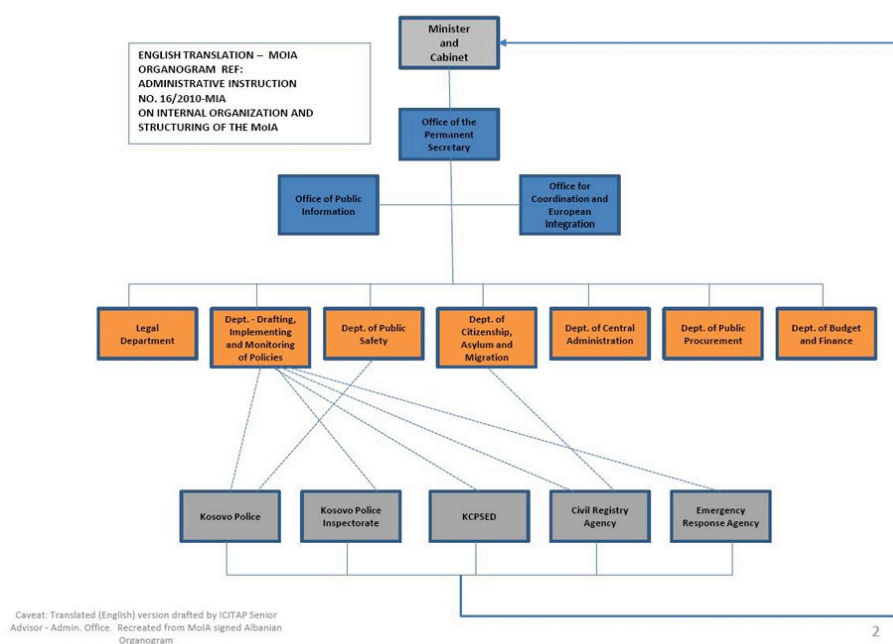 Minister
and
Cabinet
ENGLISH TRANSLATION – MOIA
ORGANOGRAM REF:
ADMINISTRATIVE INSTRUCTION
NO. 16/2010-MIA
ON INTERNAL ORGANIZATION AND
STRUCTURING OF THE MoIA
Office of the
Permanent
Secretary
Office of Public
Information
Office for
Coordination and
European
Integration
Legal
Department
Dept. - Drafting,
Implementing
and Monitoring
of Policies
Dept. of Public
Safety
Dept. of
Citizenship,
Asylum and
Migration
Dept. of Central
Administration
Dept. of Public
Procurement
Dept. of Budget
and Finance
Kosovo Police
Kosovo Police
Inspectorate
KCPSED
Civil Registry
Agency
Emergency
Response Agency
Caveat: Translated (English) version drafted by ICITAP Senior
Advisor - Admin. Office. Recreated from MoIA signed Albanian
Organogram
2